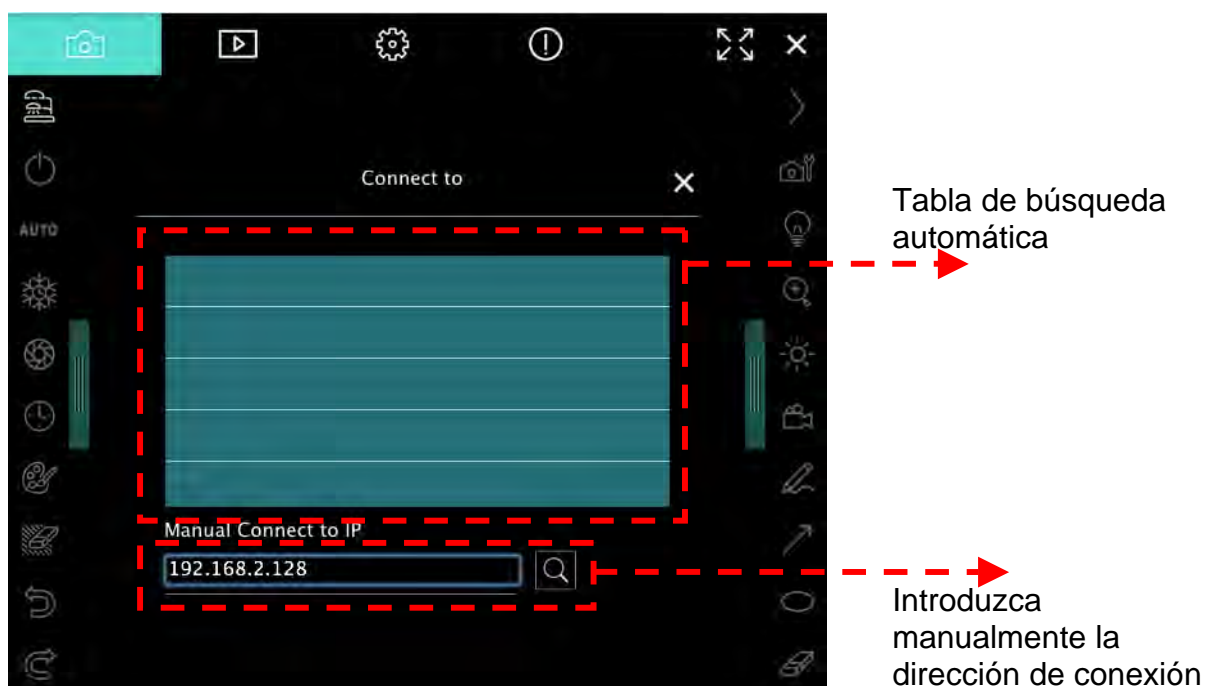 Connect to
AUTO
Tabla de búsqueda
automática
Manual Connect to IP
192.168.2.128
Introduzca
manualmente la
dirección de conexión